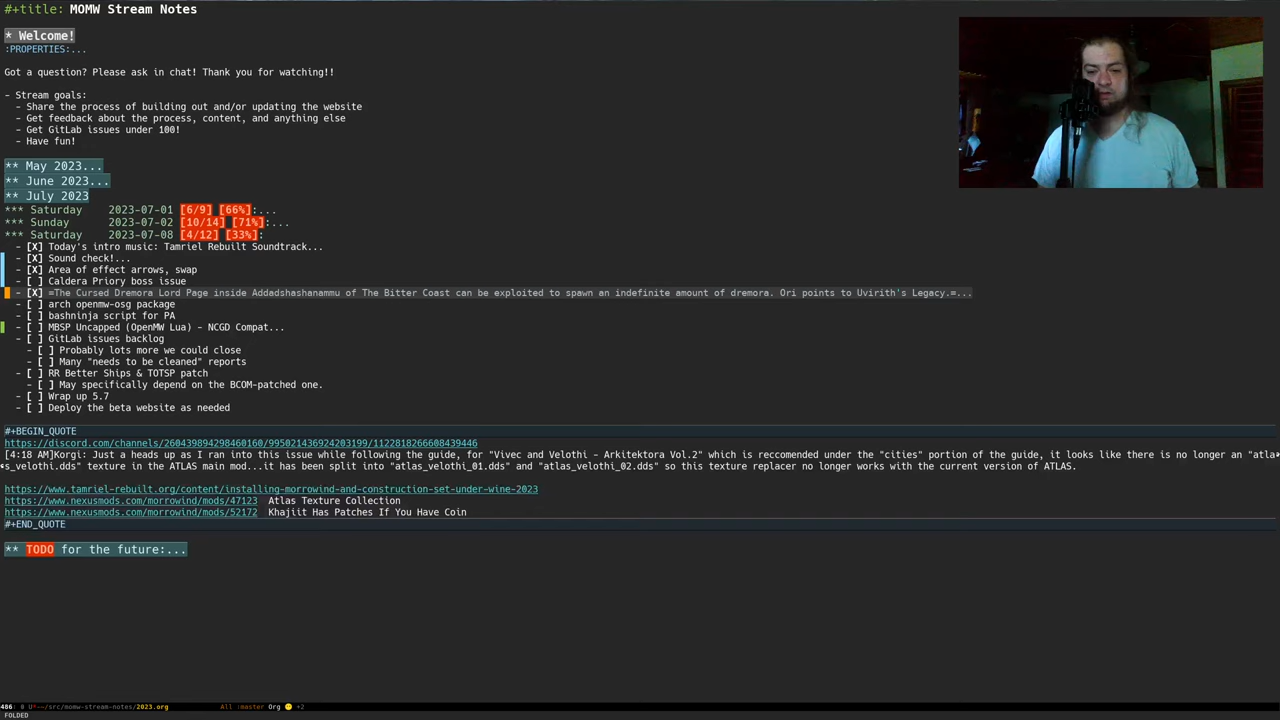 #+title: MOMW Stream Notes
* Welcome!
:PROPERTIES:...
Got a question? Please ask in chat! Thank you for watching!!
- Stream goals:
- Share the process of building out and/or updating the website
- Get feedback about the process, content, and anything else
- Get GitLab issues under 100!
- Have fun!
** May 2023...
** June 2023...
** July 2023
*** Saturday 2023-07-01 [6/9] [66%]:...
*** Sunday 2023-07-02 [10/14] [71%]:...
*** Saturday 2023-07-08 [4/12] [33%]:
- [X] Today's intro music: Tamriel Rebuilt Soundtrack...
- [X] Sound check!...
- [X] Area of effect arrows, swap
- [ ] Caldera Priory boss issue
- [X] =The Cursed Dremora Lord Page inside Addadshashanammu of The Bitter Coast can be exploited to spawn an indefinite amount of dremora. Ori points to Uvirith's Legacy.=...
- [ ] arch openmw-osg package
- [ ] bashninja script for PA
- [ ] MBSP Uncapped (OpenMW Lua) - NCGD Compat...
- [ ] GitLab issues backlog
- [ ] Probably lots more we could close
- [ ] Many "needs to be cleaned" reports
- [ ] RR Better Ships & TOTSP patch
- [ ] May specifically depend on the BCOM-patched one.
- [ ] Wrap up 5.7
- [ ] Deploy the beta website as needed
#+BEGIN_QUOTE
https://discord.com/channels/260439894298460160/995021436924203199/1122818266608439446
[4:18 AM]Korgi: Just a heads up as I ran into this issue while following the guide, for "Vivec and Velothi - Arkitektora Vol.2" which is reccomended under the "cities" portion of the guide, it looks like there is no longer an "atla
s_velothi.dds" texture in the ATLAS main mod...it has been split into "atlas_velothi_01.dds" and "atlas_velothi_02.dds" so this texture replacer no longer works with the current version of ATLAS.
https://www.tamriel-rebuilt.org/content/installing-morrowind-and-construction-set-under-wine-2023
https://www.nexusmods.com/morrowind/mods/47123 Atlas Texture Collection
https://www.nexusmods.com/morrowind/mods/52172 Khajiit Has Patches If You Have Coin
#+END_QUOTE
** TODO for the future:...
486: 8 U*--~/src/momw-stream-notes/2023.org All :master Org 😶 +2
FOLDED